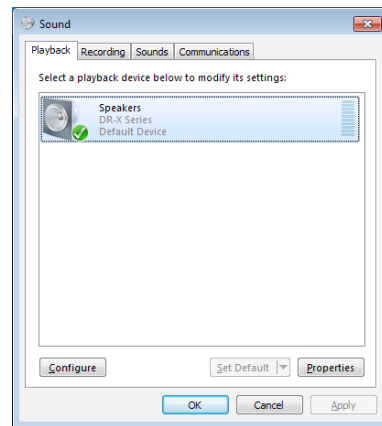 Sound
Playback Recording Sounds Communications
Select a playback device below to modify its settings:
Speakers
DR-X Series
Default Device
Configure Set Default Properties
OK Cancel Apply